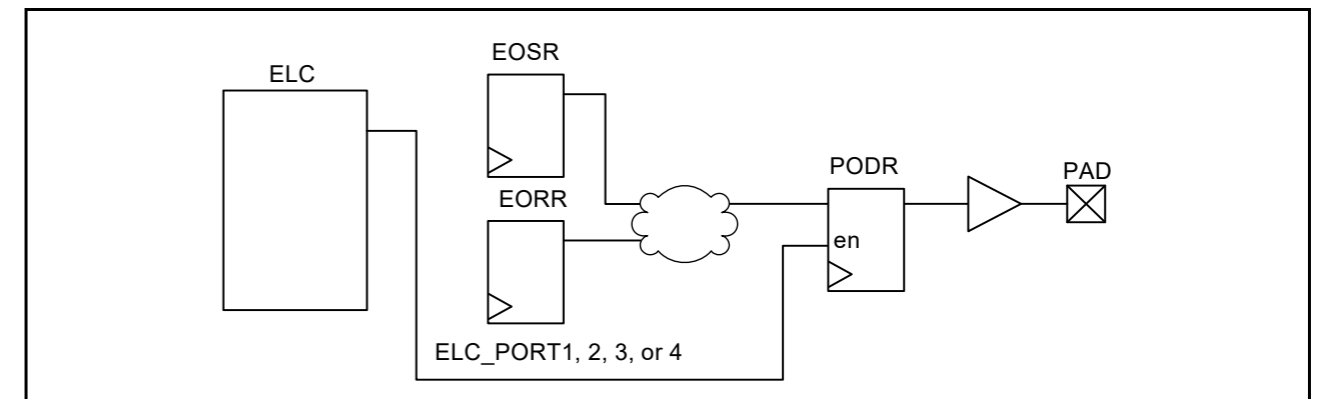 EOSR
ELC
PODR
PAD
EORR
en
ELC_PORT1, 2, 3, or 4